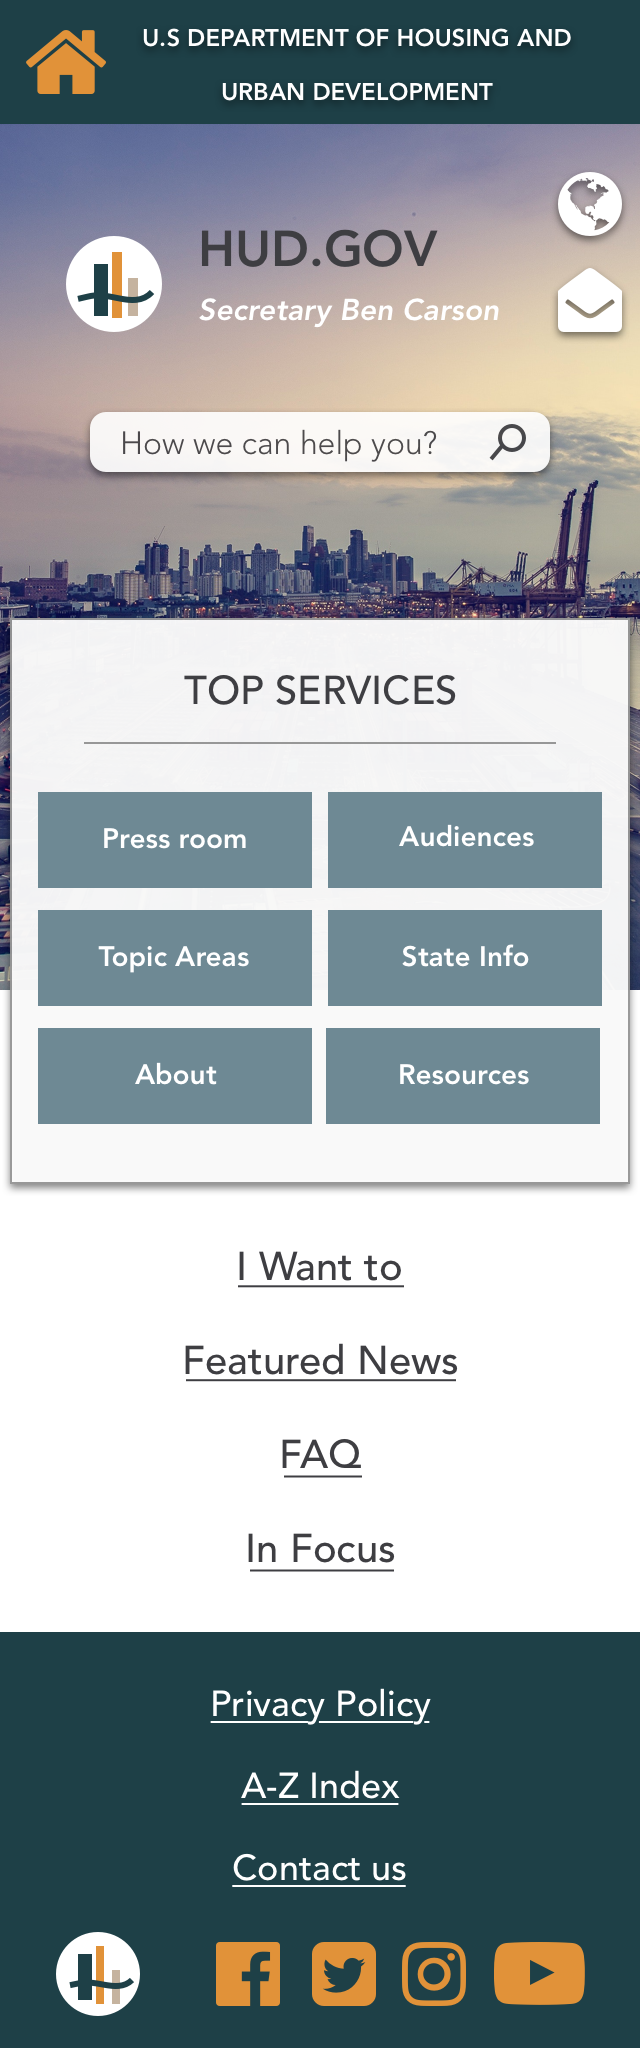 U.S DEPARTMENT OF HOUSING AND
URBAN DEVELOPMENT
HUD.GOV
Secretary Ben Carson
How we can help you?
TOP SERVICES
Press room
Audiences
Topic Areas
State Info
About
Resources
I Want to
Featured News
FAQ
In Focus
Privacy Policy
A-Z Index
Contact us